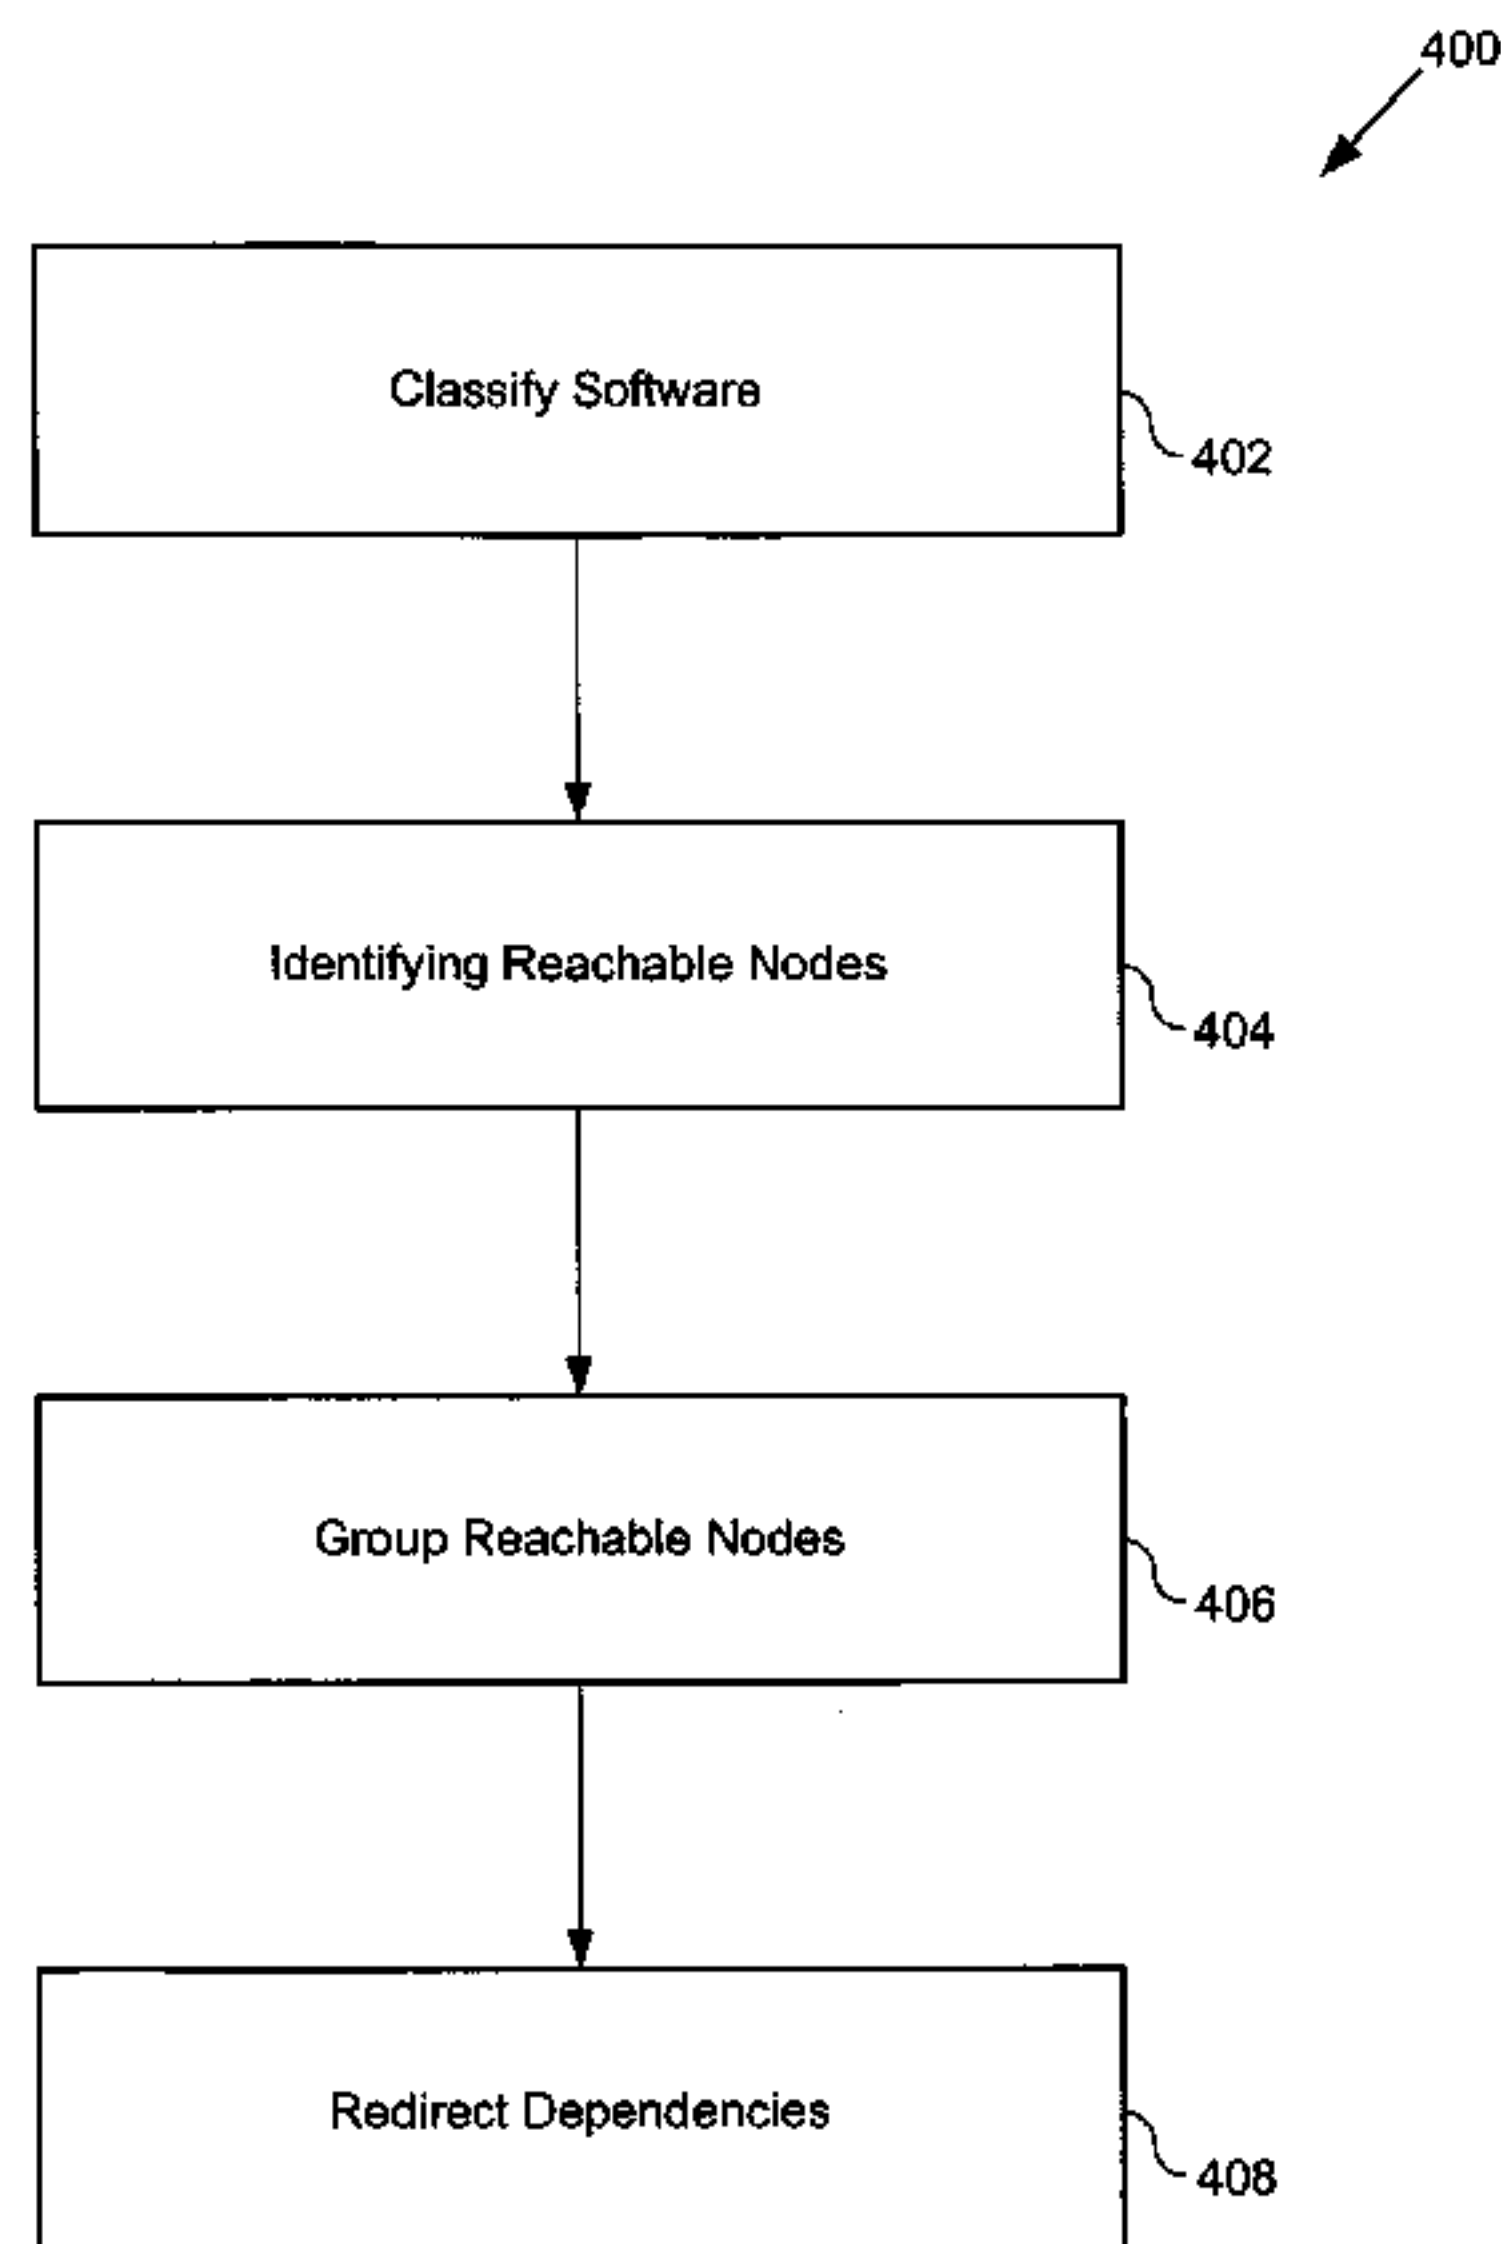 400
Classify Software
402
Identifying Reachable Nodes
404
Group Reachable Nodes
406
Redirect Dependencies
408